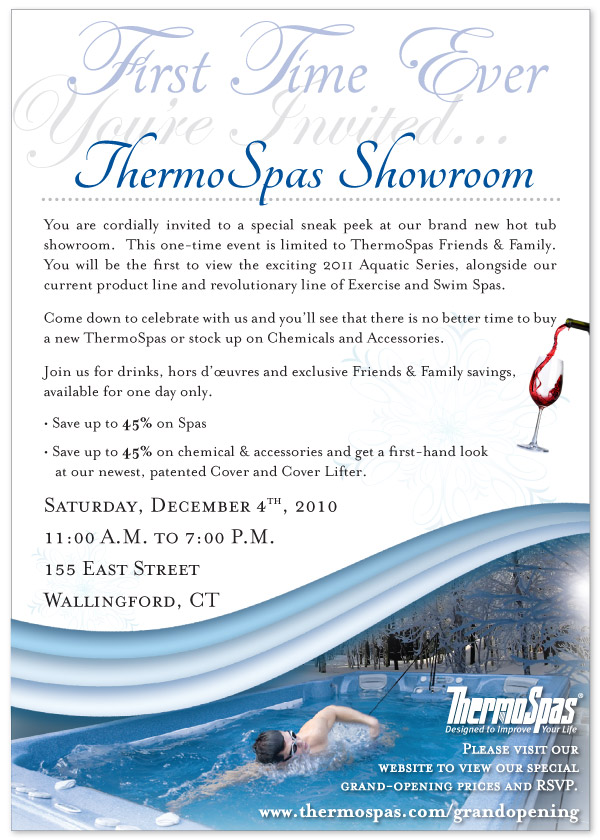 First Time Ever
You're Invited...
ThermoSpas Showroom
You are cordially invited to a special sneak peek at our brand new hot tub
showroom. This one-time event is limited to ThermoSpas Friends & Family.
You will be the first to view the exciting 2011 Aquatic Series, alongside our
current product line and revolutionary line of Exercise and Swim Spas.
Come down to celebrate with us and you'll see that there is no better time to buy
a new ThermoSpas or stock up on Chemicals and Accessories.
Join us for drinks, hors d'œuvres and exclusive Friends & Family savings,
available for one day only.
• Save up to 45% on Spas
• Save up to 45% on chemical & accessories and get a first-hand look
at our newest, patented Cover and Cover Lifter.
Saturday, December 4th, 2010
11:00 A.M. to 7:00 P.M.
155 East Street
Wallingford, CT
ThermoSpas®
Designed to Improve Your Life
Please visit our
website to view our special
grand-opening prices and RSVP.
www.thermospas.com/grandopening